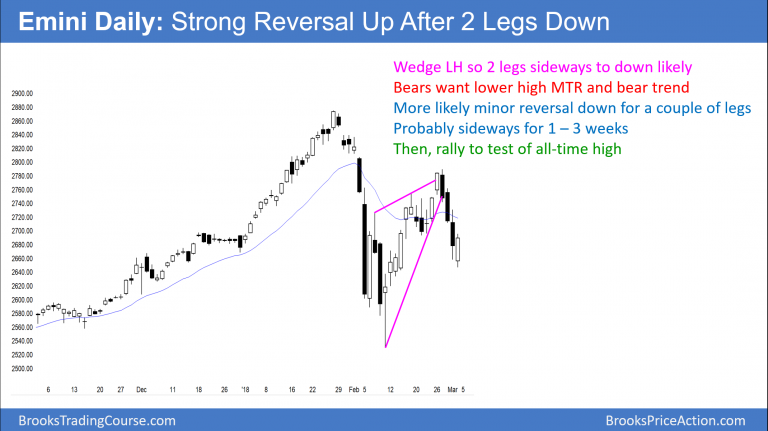 Emini Daily: Strong Reversal Up After 2 Legs Down
Wedge LH so 2 legs sideways to down likely
Bears want lower high MTR and bear trend
More likely minor reversal down for a couple of legs
Probably sideways for 1 – 3 weeks
Then, rally to test of all-time high
2900.00
2880.00
2860.00
2840.00
2820.00
2800.00
2780.00
2760.00
2740.00
2720.00
2700.00
2680.00
2660.00
2640.00
2620.00
2600.00
2580.00
2560.00
2540.00
2520.00
2500.00
6 13 20 27 Dec 11 18 '18 8 16 22 29 Feb 5 12 20 26 Mar 5
BrooksTradingCourse.com
BrooksPriceAction.com